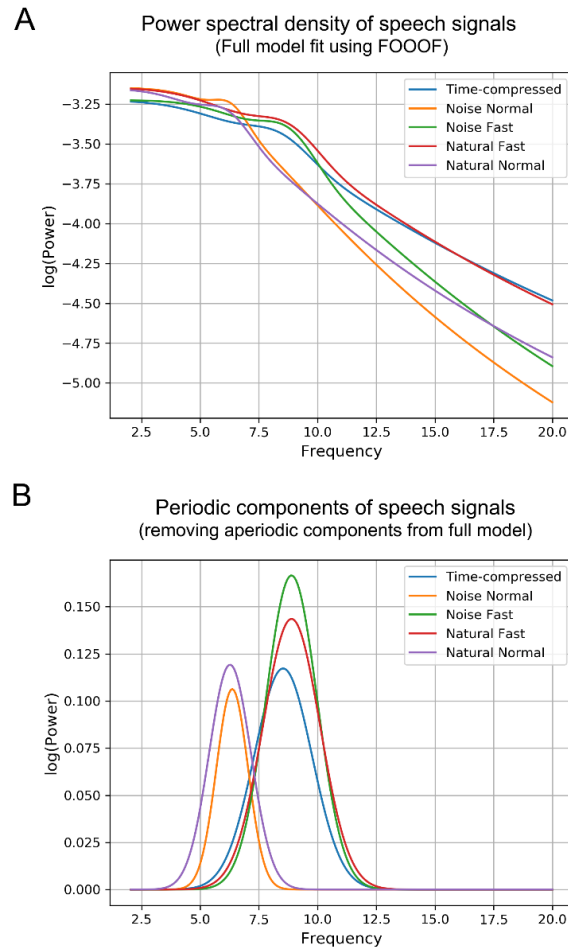 A
Power spectral density of speech signals
(Full model fit using FOOOF)
Time-compressed
Noise Normal
Noise Fast
Natural Fast
Natural Normal
−3.25
−3.50
−3.75
−4.00
−4.25
−4.50
−4.75
−5.00
log(Power)
2.5 5.0 7.5 10.0 12.5 15.0 17.5 20.0
Frequency
B
Periodic components of speech signals
(removing aperiodic components from full model)
Time-compressed
Noise Normal
Noise Fast
Natural Fast
Natural Normal
0.150
0.125
0.100
0.075
0.050
0.025
0.000
log(Power)
2.5 5.0 7.5 10.0 12.5 15.0 17.5 20.0
Frequency